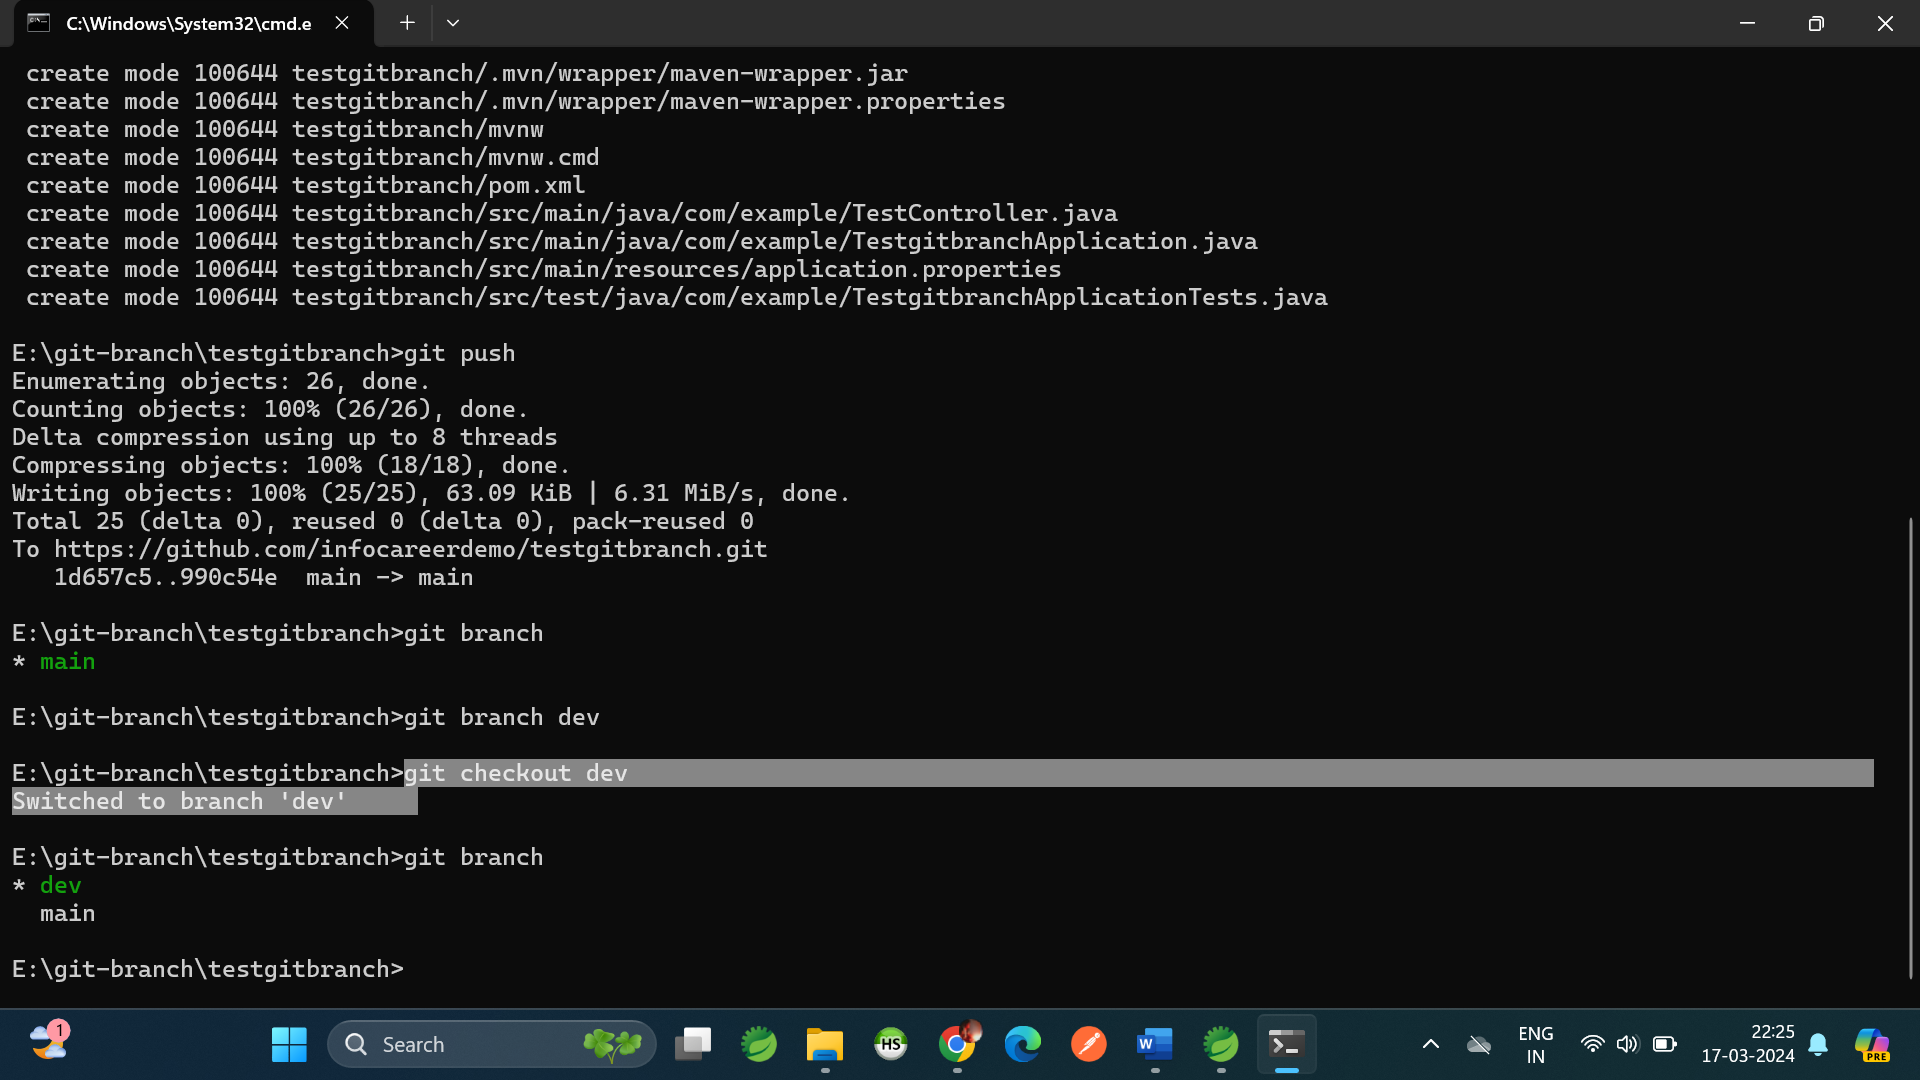 C:\Windows\System32\cmd.e
create mode 100644 testgitbranch/.mvn/wrapper/maven-wrapper.jar
create mode 100644 testgitbranch/.mvn/wrapper/maven-wrapper.properties
create mode 100644 testgitbranch/mvnw
create mode 100644 testgitbranch/mvnw.cmd
create mode 100644 testgitbranch/pom.xml
create mode 100644 testgitbranch/src/main/java/com/example/TestController.java
create mode 100644 testgitbranch/src/main/java/com/example/TestgitbranchApplication.java
create mode 100644 testgitbranch/src/main/resources/application.properties
create mode 100644 testgitbranch/src/test/java/com/example/TestgitbranchApplicationTests.java
E:\git-branch\testgitbranch>git push
Enumerating objects: 26, done.
Counting objects: 100% (26/26), done.
Delta compression using up to 8 threads
Compressing objects: 100% (18/18), done.
Writing objects: 100% (25/25), 63.09 KiB | 6.31 MiB/s, done.
Total 25 (delta 0), reused 0 (delta 0), pack-reused 0
To https://github.com/infocareerdemo/testgitbranch.git
1d657c5..990c54e  main -> main
E:\git-branch\testgitbranch>git branch
* main
E:\git-branch\testgitbranch>git branch dev
E:\git-branch\testgitbranch>git checkout dev
Switched to branch 'dev'
E:\git-branch\testgitbranch>git branch
* dev
main
E:\git-branch\testgitbranch>
1
Search
HS
W
ENG
IN
22:25
17-03-2024
PRE